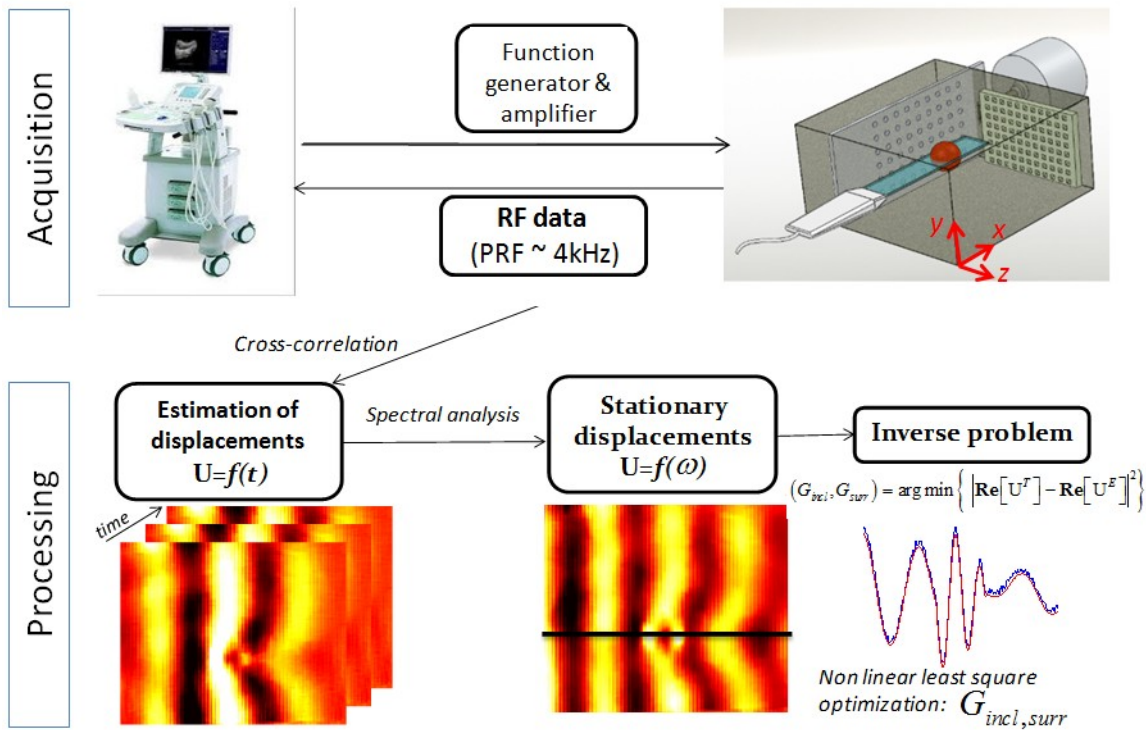 Acquisition
Function
generator &
amplifier
RF data
(PRF ~ 4kHz)
y
x
z
Processing
Cross-correlation
Estimation of
displacements
U=f(t)
Spectral analysis
Stationary
displacements
U=f(ω)
Inverse problem
(G_incl, G_surr) = arg min { |Re[U^T] − Re[U^E]|^2 }
time
Non linear least square
optimization: G_incl,surr